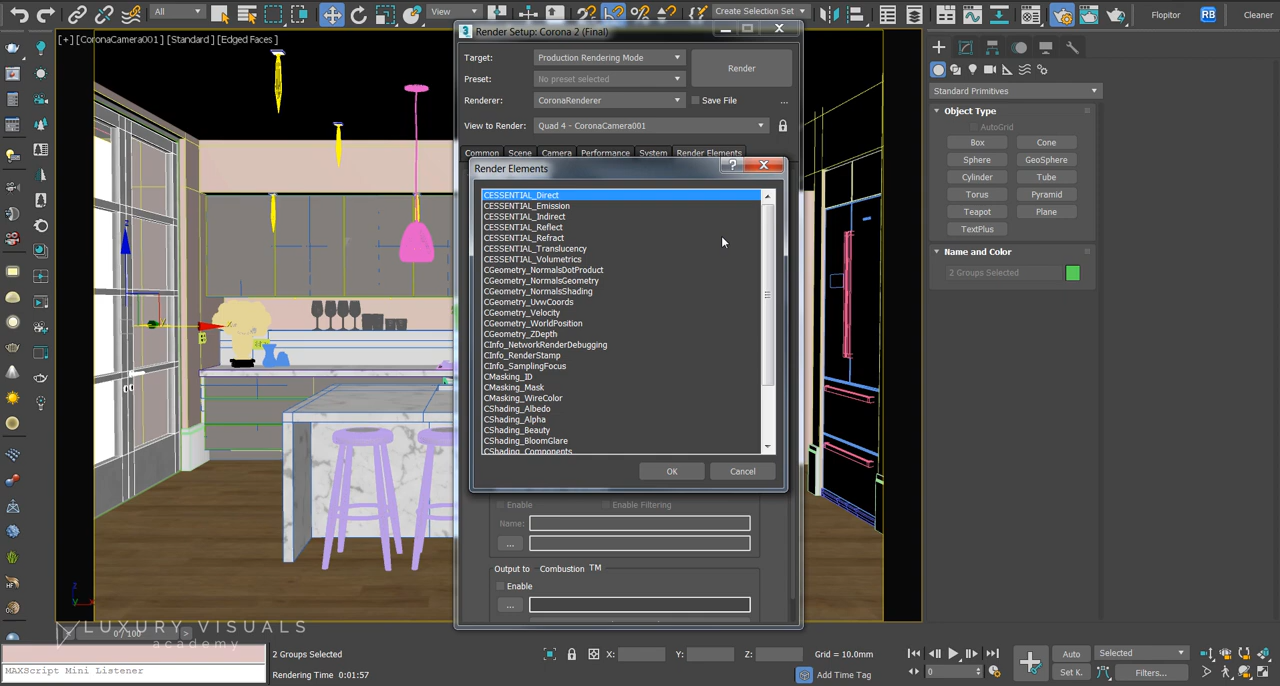 All
View
Create Selection Set
Flopitor
RB
Cleaner
[+] [CoronaCamera001 ] [Standard ] [Edged Faces ]
Render Setup: Corona 2 (Final)
Target:
Production Rendering Mode
Preset:
No preset selected
Render
Renderer:
CoronaRenderer
Save File
...
View to Render:
Quad 4 - CoronaCamera001
Common
Scene
Camera
Performance
System
Render Elements
Render Elements
?
CESSENTIAL_Direct
CESSENTIAL_Emission
CESSENTIAL_Indirect
CESSENTIAL_Reflect
CESSENTIAL_Refract
CESSENTIAL_Translucency
CESSENTIAL_Volumetrics
CGeometry_NormalsDotProduct
CGeometry_NormalsGeometry
CGeometry_NormalsShading
CGeometry_UvwCoords
CGeometry_Velocity
CGeometry_WorldPosition
CGeometry_ZDepth
CInfo_NetworkRenderDebugging
CInfo_RenderStamp
CInfo_SamplingFocus
CMasking_ID
CMasking_Mask
CMasking_WireColor
CShading_Albedo
CShading_Alpha
CShading_Beauty
CShading_BloomGlare
CShading_Components
OK
Cancel
Enable
Enable Filtering
Name:
...
Output to Combustion TM
Enable
...
Standard Primitives
Object Type
AutoGrid
Box
Cone
Sphere
GeoSphere
Cylinder
Tube
Torus
Pyramid
Teapot
Plane
TextPlus
Name and Color
2 Groups Selected
LUXURY VISUALS
academy
0 / 100
MAXScript Mini Listener
2 Groups Selected
Rendering Time 0:01:57
X:
Y:
Z:
Grid = 10.0mm
Add Time Tag
0
Auto
Selected
Set K.
Filters...